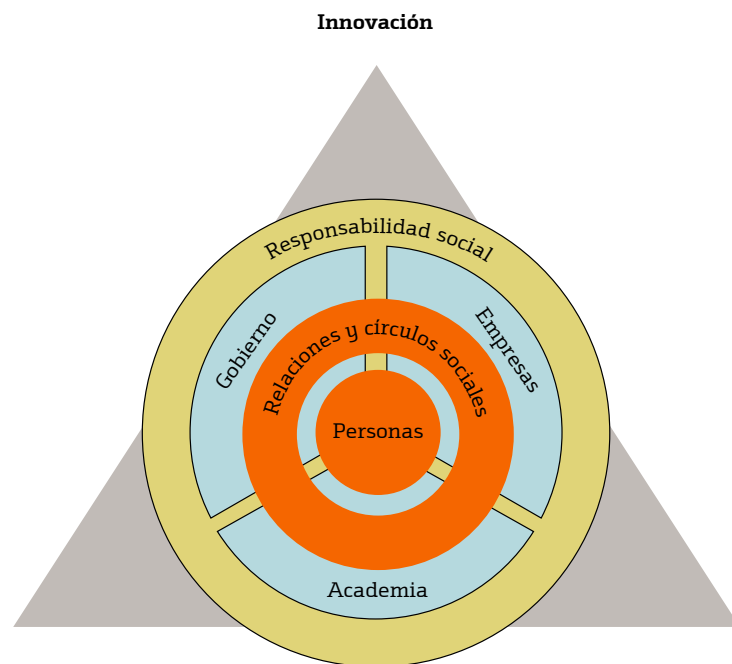 Innovación
Responsabilidad social
Gobierno
Empresas
Relaciones y círculos sociales
Personas
Academia